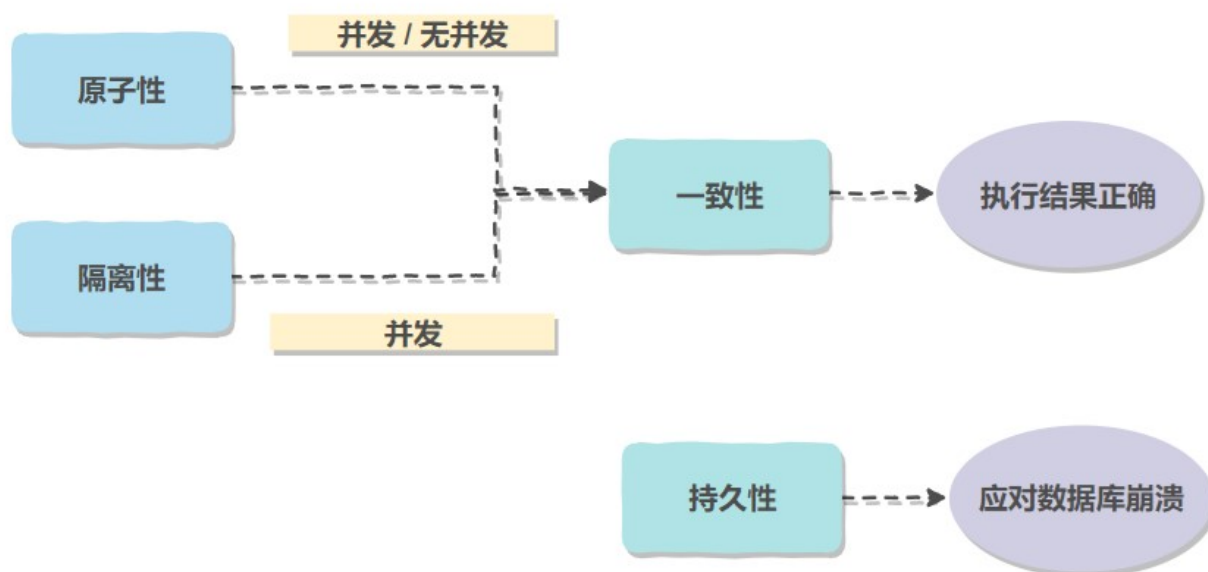 并发 / 无并发
原子性
一致性
执行结果正确
隔离性
并发
持久性
应对数据库崩溃